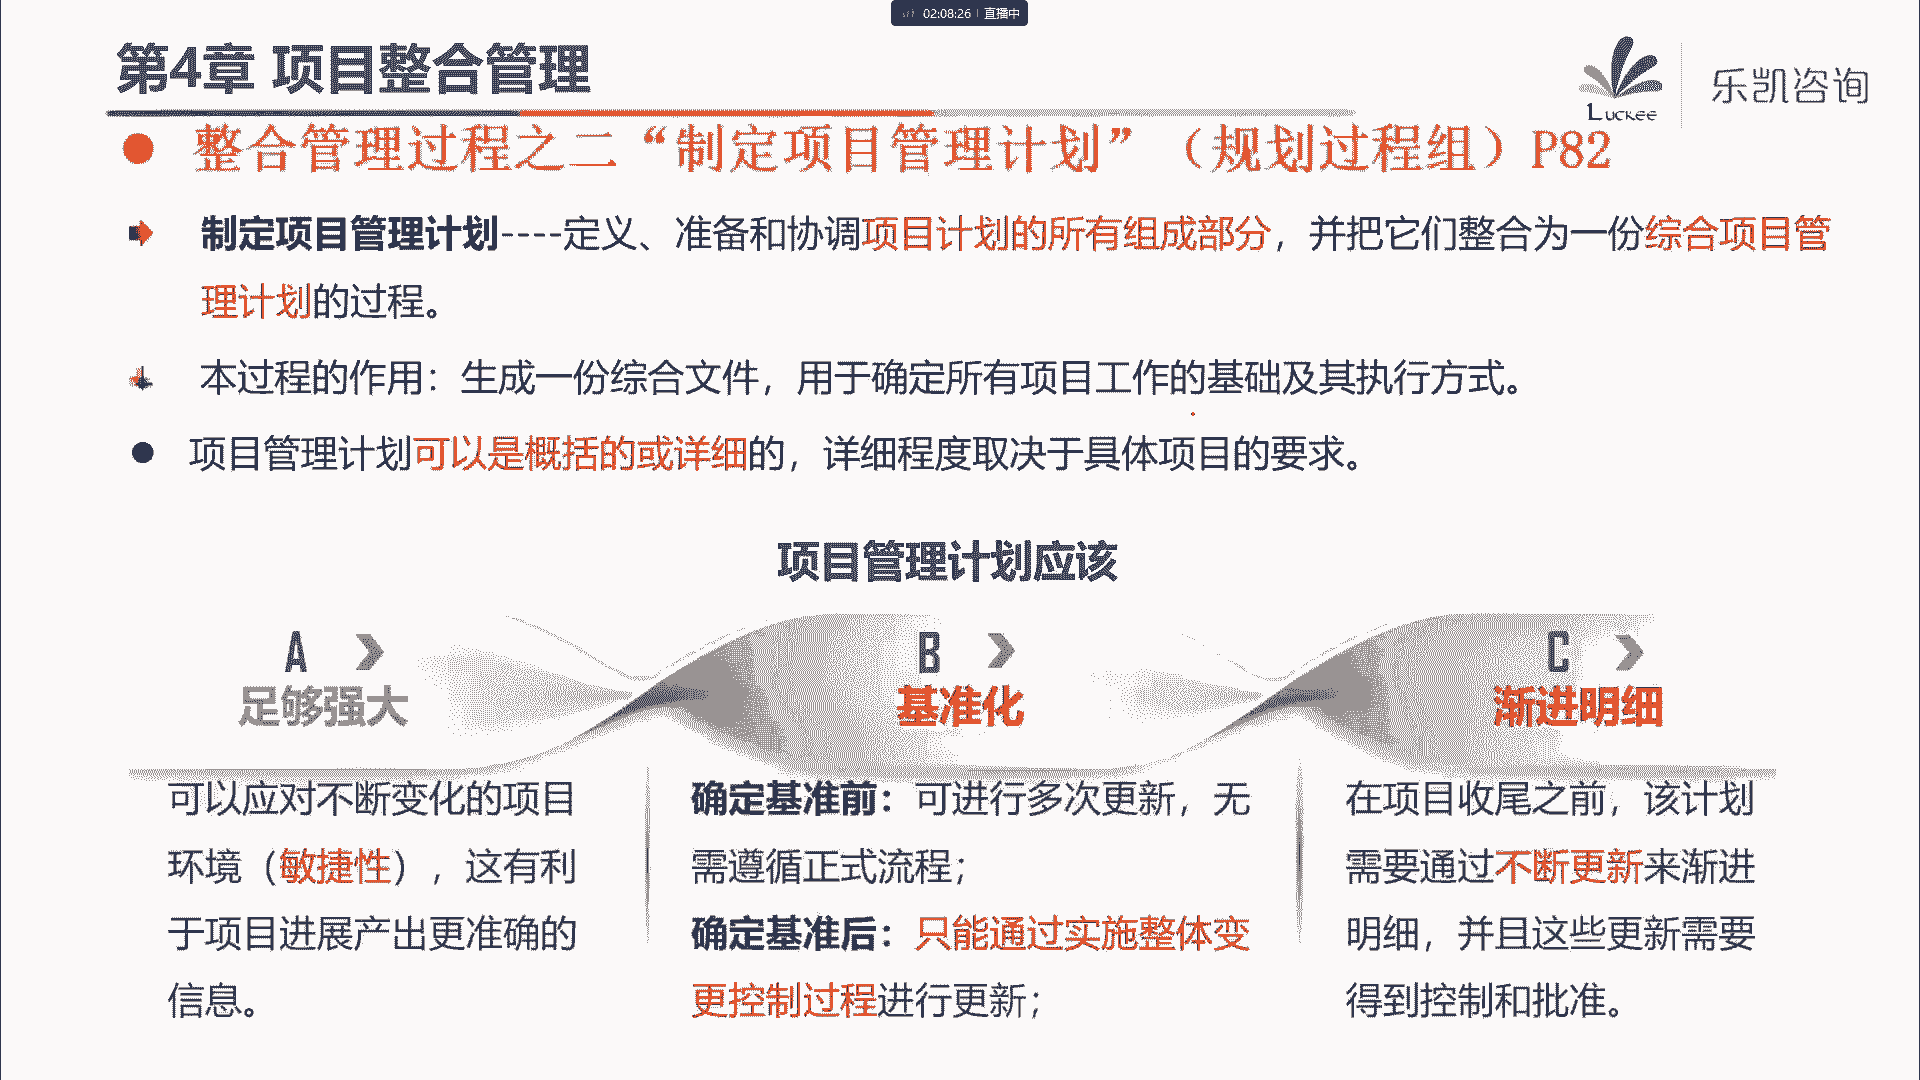 02:08:26 | 直播中
第4章 项目整合管理
Luckee
乐凯咨询
整合管理过程之二“制定项目管理计划”（规划过程组）P82
制定项目管理计划----定义、准备和协调项目计划的所有组成部分，并把它们整合为一份综合项目管
理计划的过程。
本过程的作用：生成一份综合文件，用于确定所有项目工作的基础及其执行方式。
项目管理计划可以是概括的或详细的，详细程度取决于具体项目的要求。
项目管理计划应该
A
足够强大
可以应对不断变化的项目
环境（敏捷性），这有利
于项目进展产出更准确的
信息。
B
基准化
确定基准前：可进行多次更新，无
需遵循正式流程；
确定基准后：只能通过实施整体变
更控制过程进行更新；
C
渐进明细
在项目收尾之前，该计划
需要通过不断更新来渐进
明细，并且这些更新需要
得到控制和批准。